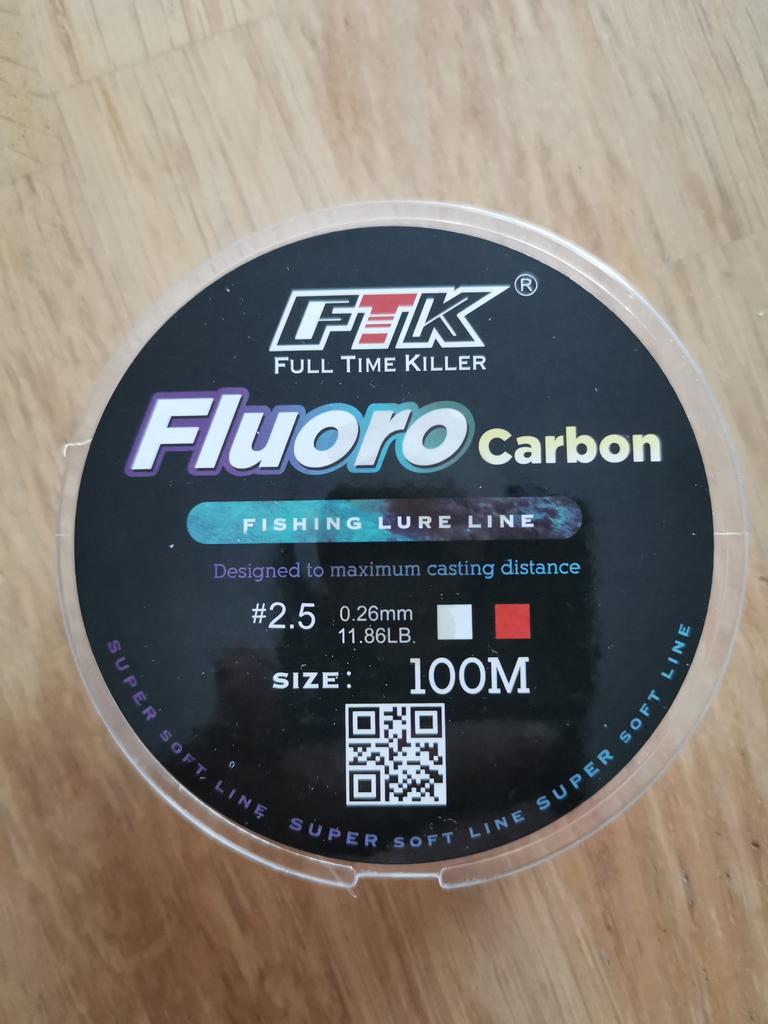 FTK®
FULL TIME KILLER
Fluoro Carbon
FISHING LURE LINE
Designed to maximum casting distance
#2.5 0.26mm
11.86LB.
SIZE: 100M
SUPER SOFT LINE SUPER SOFT LINE SUPER SOFT LINE